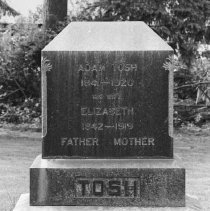 ADAM TOSH
1841-1920
HIS WIFE
ELIZABETH
1842-1919
FATHER MOTHER
TOSH